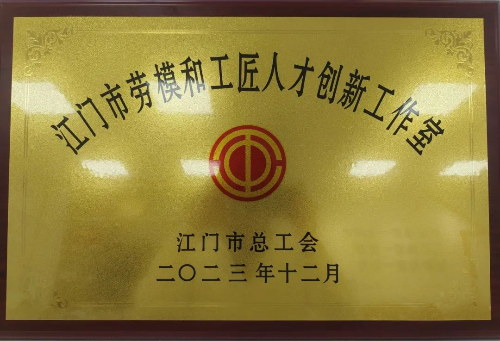 江门市劳模和工匠人才创新工作室
江门市总工会
二〇二三年十二月